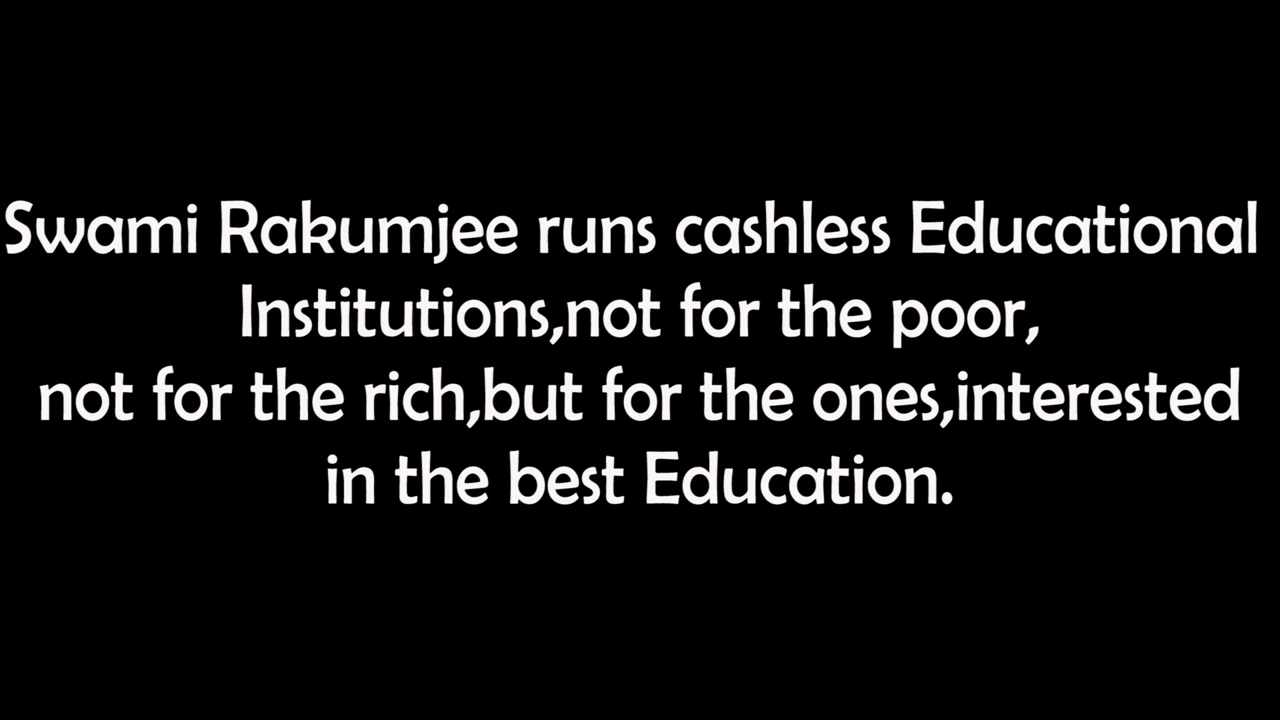 Swami Rakumjee runs cashless Educational
Institutions,not for the poor,
not for the rich,but for the ones,interested
in the best Education.